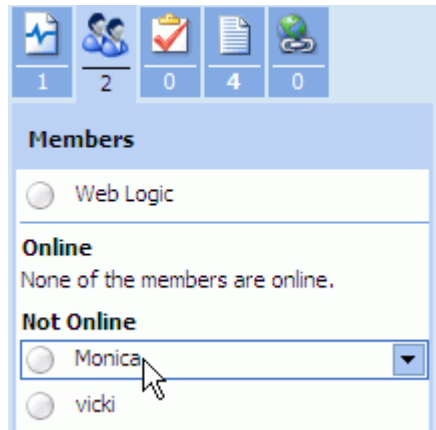 1 2 0 4 0
Members
Web Logic
Online
None of the members are online.
Not Online
Monica
vicki